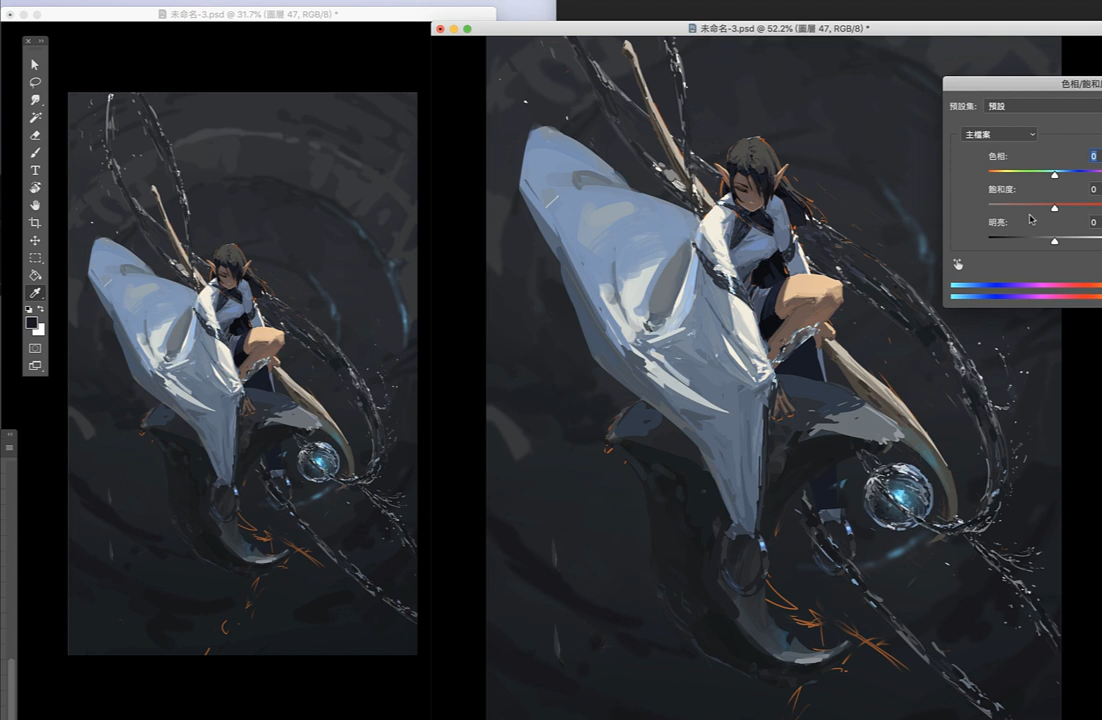 未命名-3.psd @ 31.7% (圖層 47, RGB/8) *
未命名-3.psd @ 52.2% (圖層 47, RGB/8) *
色相/飽和度
預設集: 預設
主檔案
色相: 0
飽和度: 0
明亮: 0